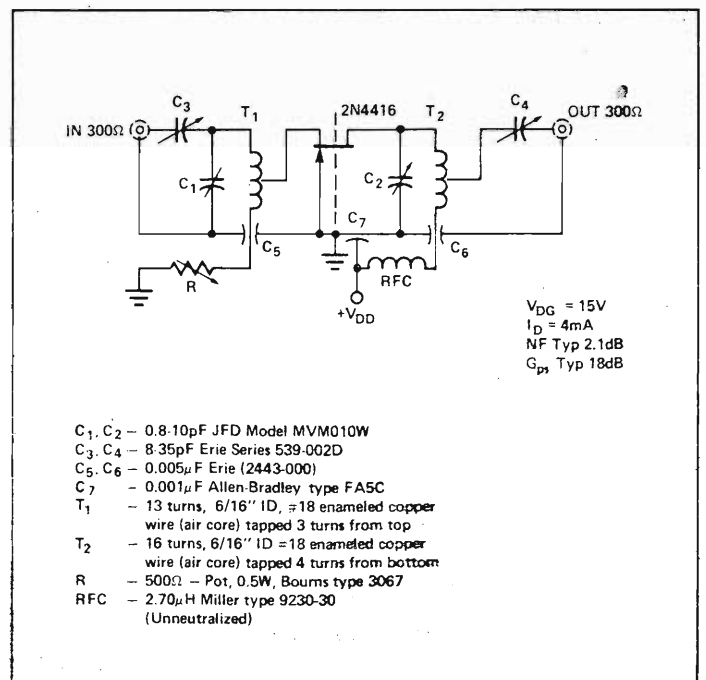 C3
T1
2N4416
T2
C4
IN 300Ω
OUT 300Ω
C1
C2
C7
C5
C6
R
RFC
+VDD
VDG = 15V
ID = 4mA
NF Typ 2.1dB
Gps Typ 18dB
C1, C2 – 0.8-10pF JFD Model MVM010W
C3, C4 – 8-35pF Erie Series 539-002D
C5, C6 – 0.005μF Erie (2443-000)
C7 – 0.001μF Allen-Bradley type FA5C
T1 – 13 turns, 6/16" ID, =18 enameled copper
wire (air core) tapped 3 turns from top
T2 – 16 turns, 6/16" ID =18 enameled copper
wire (air core) tapped 4 turns from bottom
R – 500Ω – Pot, 0.5W, Bourns type 3067
RFC – 2.70μH Miller type 9230-30
(Unneutralized)